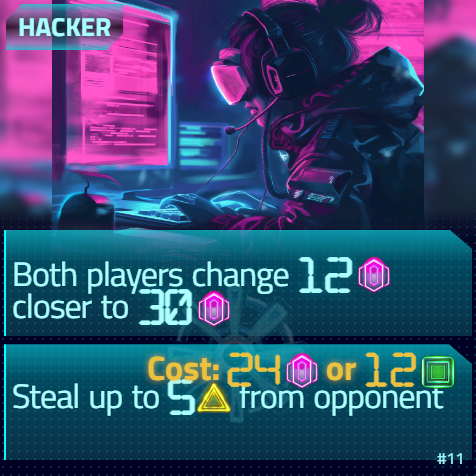 HACKER
Both players change 12
closer to 30
Cost: 24 or 12
Steal up to 5 from opponent
#11